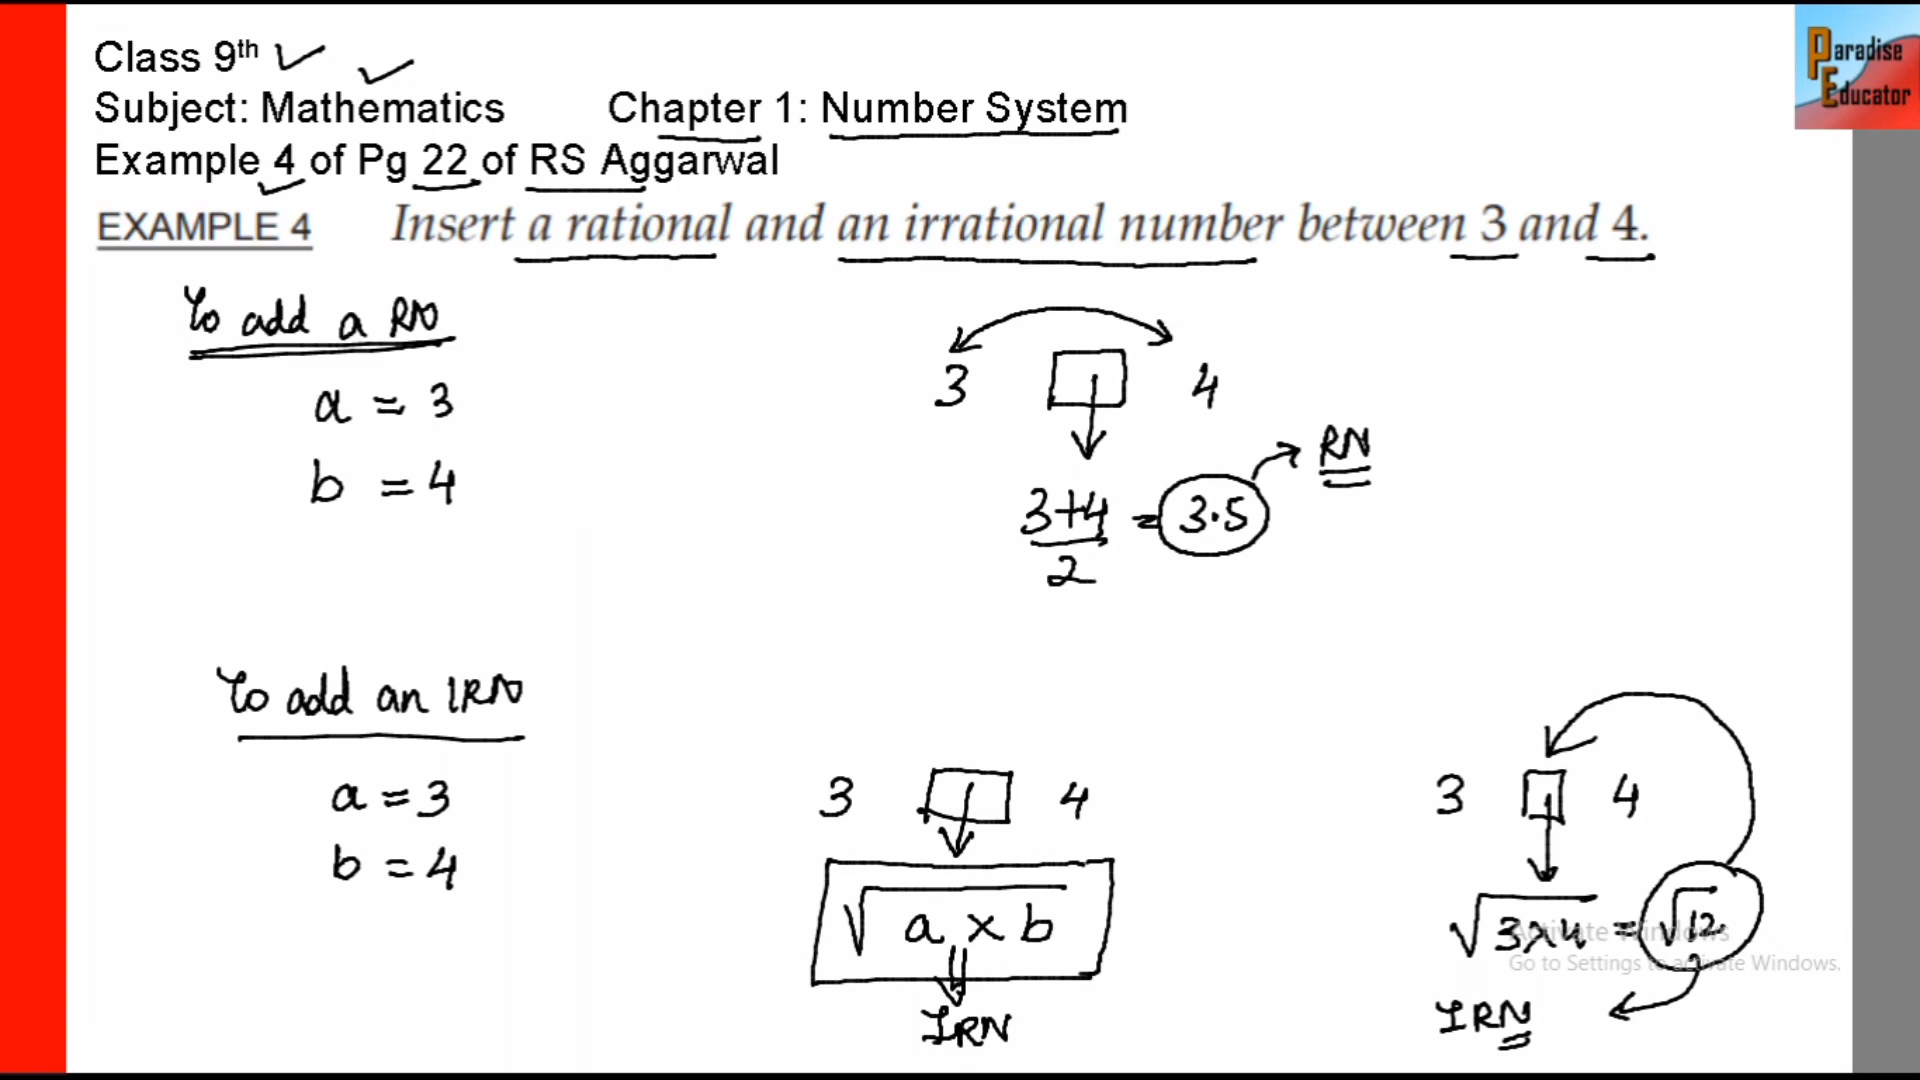 Class 9th
Subject: Mathematics Chapter 1: Number System
Example 4 of Pg 22 of RS Aggarwal
Paradise
Educator
EXAMPLE 4 Insert a rational and an irrational number between 3 and 4.
To add a RN
a = 3
b = 4
3 4
3+4
2
= 3.5
RN
To add an IRN
a = 3
b = 4
3 4
√a × b
IRN
3 4
√3×4 = √12
IRN
Activate Windows
Go to Settings to activate Windows.